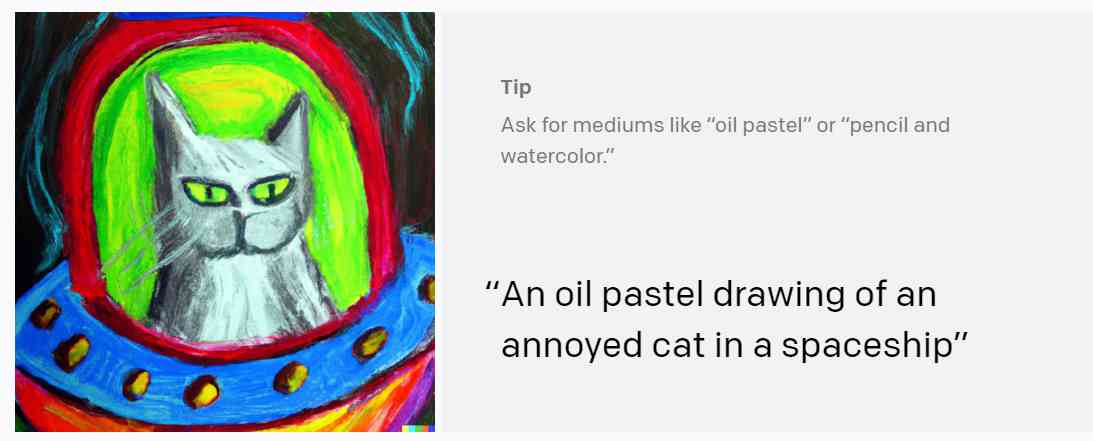 Tip
Ask for mediums like “oil pastel” or “pencil and
watercolor.”
“An oil pastel drawing of an
annoyed cat in a spaceship”